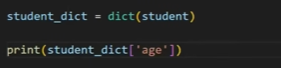 student_dict = dict(student)
print(student_dict['age'])